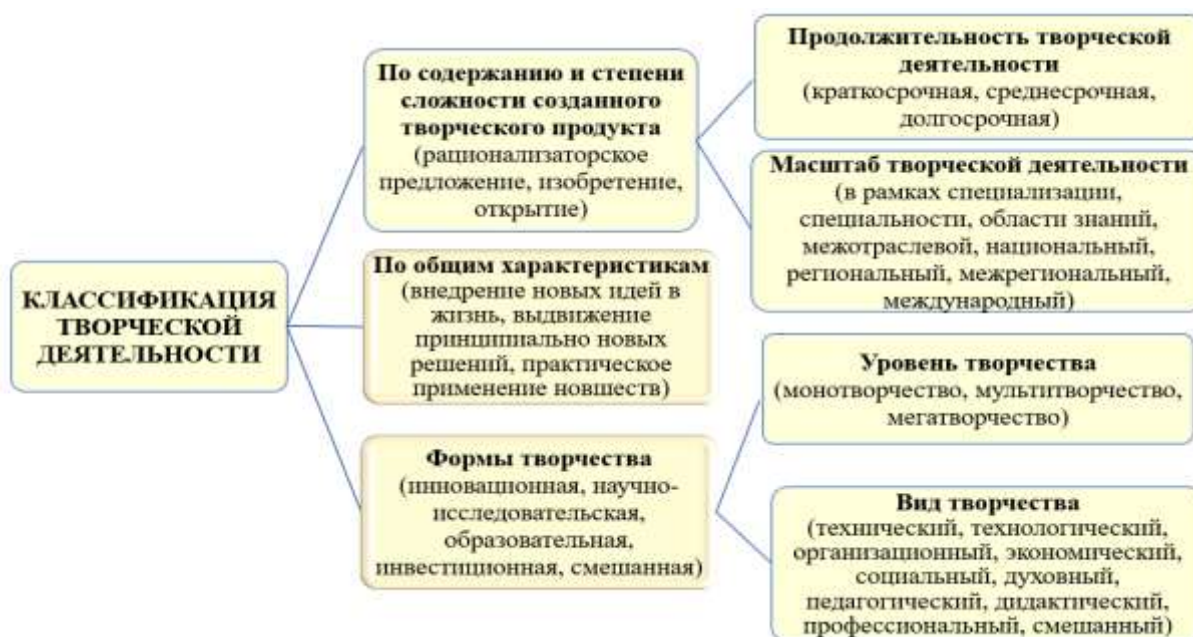 КЛАССИФИКАЦИЯ
ТВОРЧЕСКОЙ
ДЕЯТЕЛЬНОСТИ
По содержанию и степени
сложности созданного
творческого продукта
(рационализаторское
предложение, изобретение,
открытие)
Продолжительность творческой
деятельности
(краткосрочная, среднесрочная,
долгосрочная)
Масштаб творческой деятельности
(в рамках специализации,
специальности, области знаний,
межотраслевой, национальный,
региональный, межрегиональный,
международный)
По общим характеристикам
(внедрение новых идей в
жизнь, выдвижение
принципиально новых
решений, практическое
применение новшеств)
Формы творчества
(инновационная, научно-
исследовательская,
образовательная,
инвестиционная, смешанная)
Уровень творчества
(монотворчество, мультитворчество,
мегатворчество)
Вид творчества
(технический, технологический,
организационный, экономический,
социальный, духовный,
педагогический, дидактический,
профессиональный, смешанный)